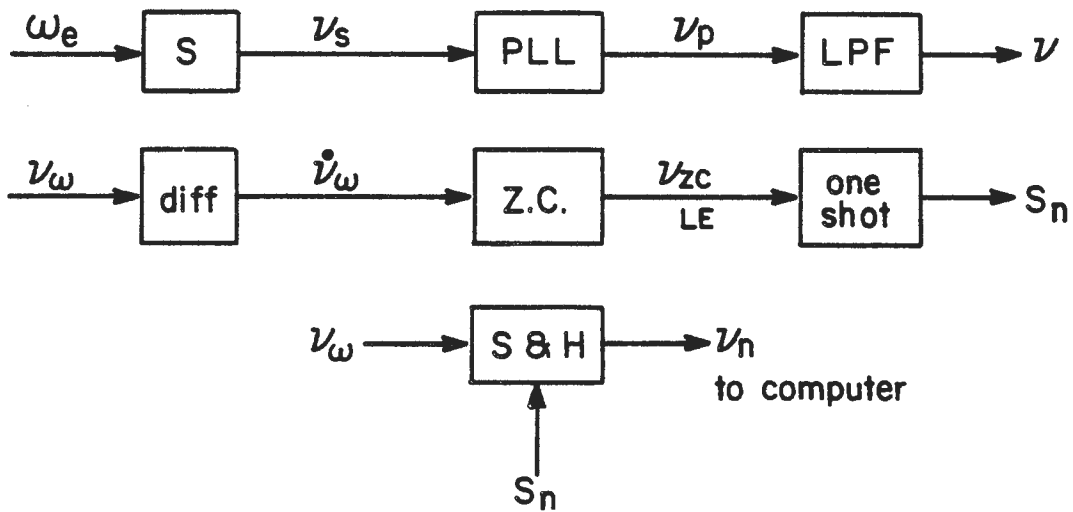 ωe S νs PLL νp LPF ν
νω diff ν̇ω Z.C. νZC LE one shot Sn
νω S & H νn
to computer
Sn